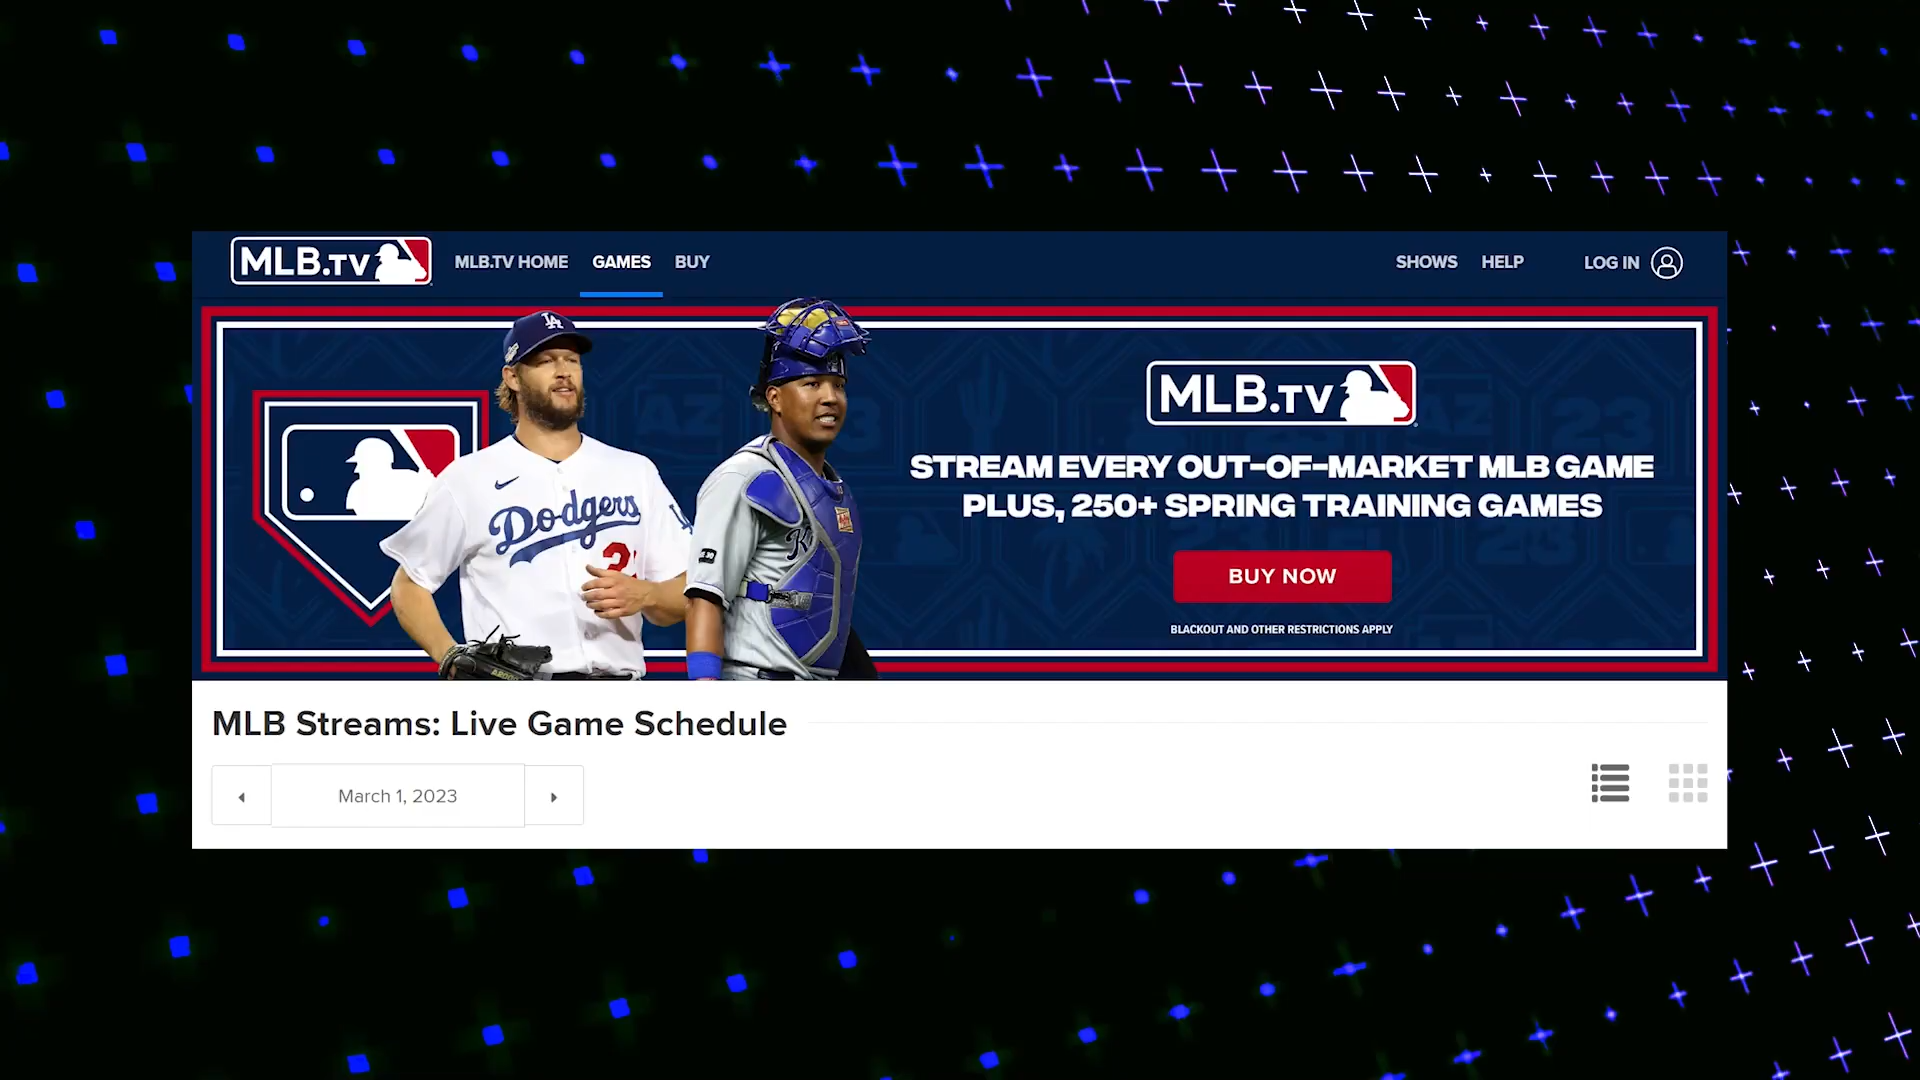 MLB.TV
MLB.TV HOME
GAMES
BUY
SHOWS
HELP
LOG IN
LA
Dodgers
MLB.TV
STREAM EVERY OUT-OF-MARKET MLB GAME
PLUS, 250+ SPRING TRAINING GAMES
BUY NOW
BLACKOUT AND OTHER RESTRICTIONS APPLY
MLB Streams: Live Game Schedule
March 1, 2023